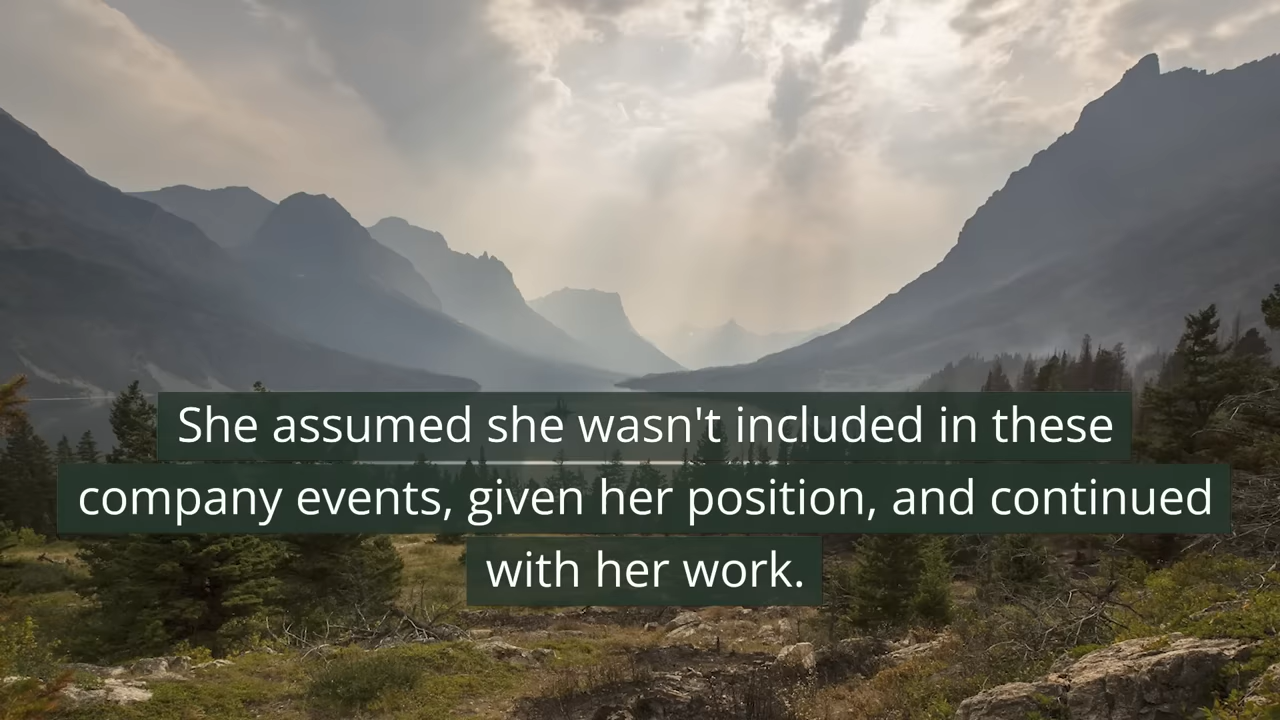 She assumed she wasn't included in these
company events, given her position, and continued
with her work.